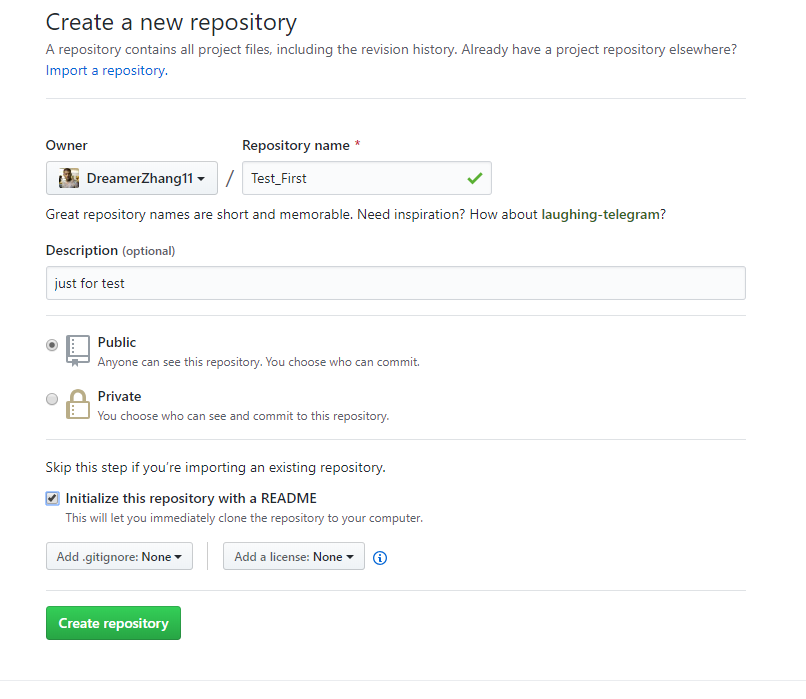 Create a new repository
A repository contains all project files, including the revision history. Already have a project repository elsewhere?
Import a repository.
Owner
Repository name *
DreamerZhang11 / Test_First
Great repository names are short and memorable. Need inspiration? How about laughing-telegram?
Description (optional)
just for test
Public
Anyone can see this repository. You choose who can commit.
Private
You choose who can see and commit to this repository.
Skip this step if you're importing an existing repository.
Initialize this repository with a README
This will let you immediately clone the repository to your computer.
Add .gitignore: None
Add a license: None
Create repository